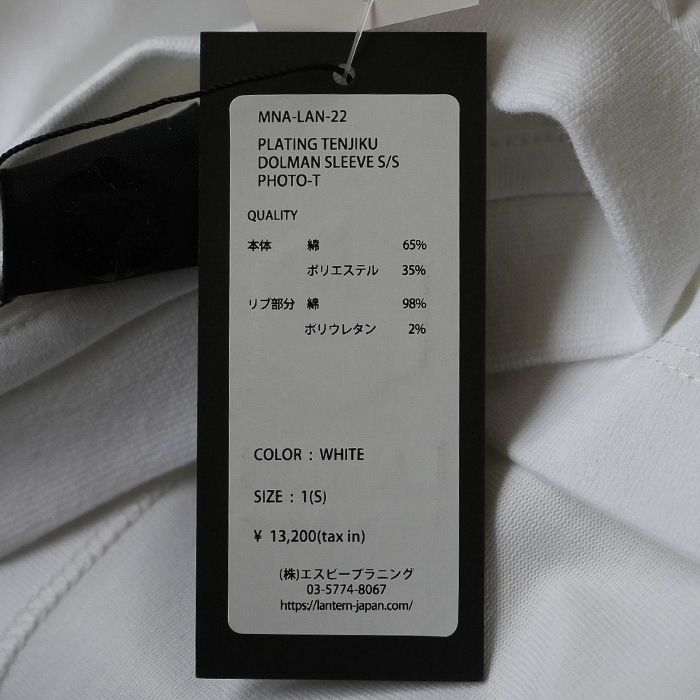 MNA-LAN-22
PLATING TENJIKU
DOLMAN SLEEVE S/S
PHOTO-T
QUALITY
本体 綿 65%
ポリエステル 35%
リブ部分 綿 98%
ポリウレタン 2%
COLOR : WHITE
SIZE : 1(S)
¥ 13,200(tax in)
(株)エスピープラニング
03-5774-8067
https://lantern-japan.com/